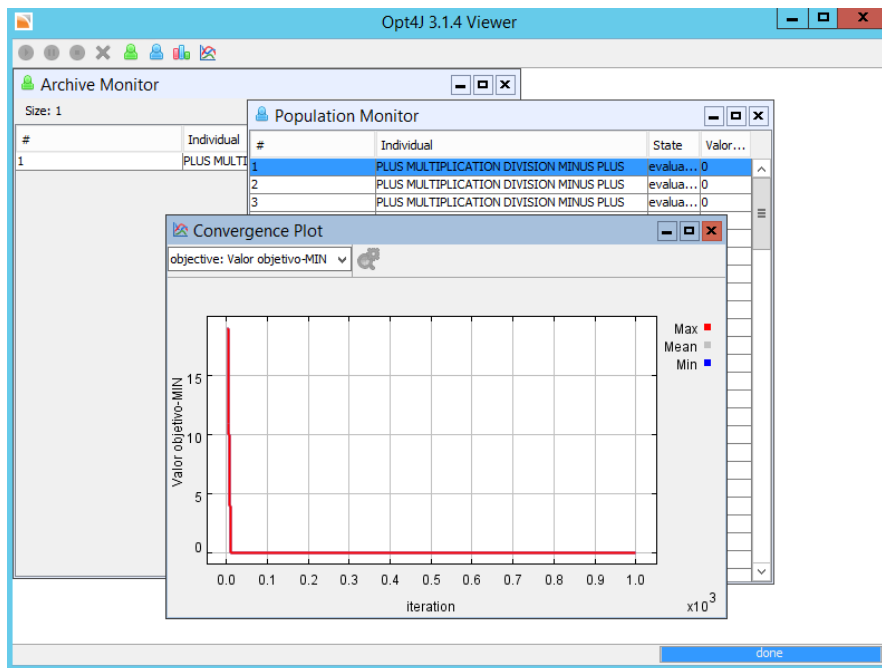 Opt4J 3.1.4 Viewer
Archive Monitor
Size: 1
# Individual
1 PLUS MULTI
Population Monitor
# Individual State Valor...
1 PLUS MULTIPLICATION DIVISION MINUS PLUS evalua... 0
2 PLUS MULTIPLICATION DIVISION MINUS PLUS evalua... 0
3 PLUS MULTIPLICATION DIVISION MINUS PLUS evalua... 0
Convergence Plot
objective: Valor objetivo-MIN
Max
Mean
Min
Valor objetivo-MIN
15
10
5
0
0.0 0.1 0.2 0.3 0.4 0.5 0.6 0.7 0.8 0.9 1.0
iteration
x10³
done